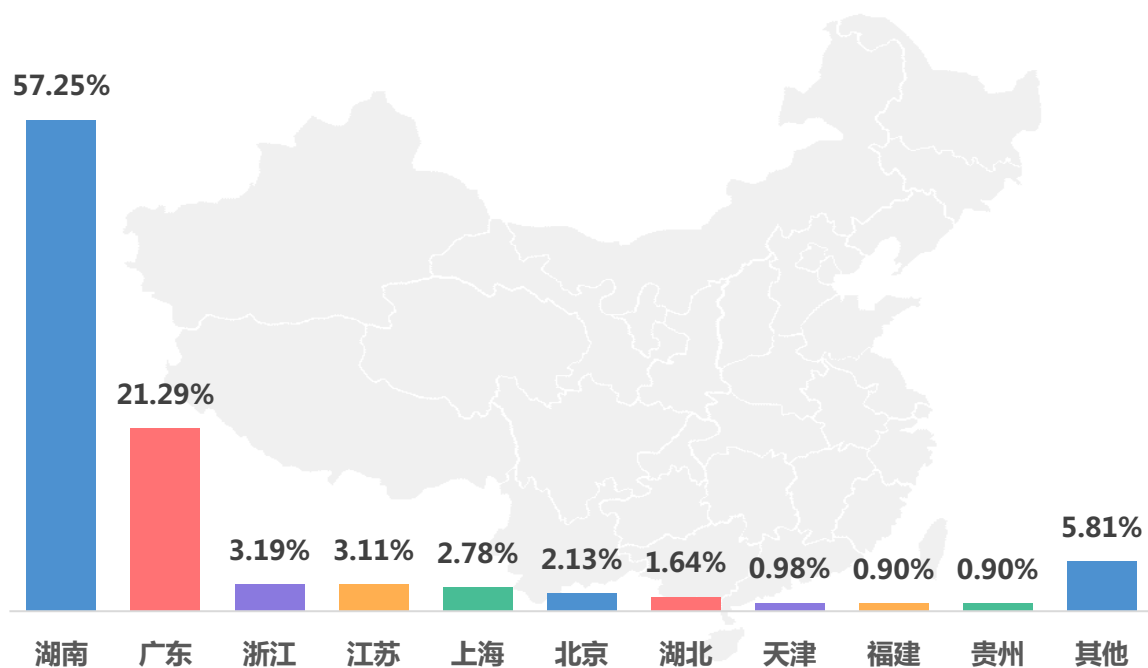 57.25%
21.29%
3.19%
3.11%
2.78%
2.13%
1.64%
0.98%
0.90%
0.90%
5.81%
湖南
广东
浙江
江苏
上海
北京
湖北
天津
福建
贵州
其他